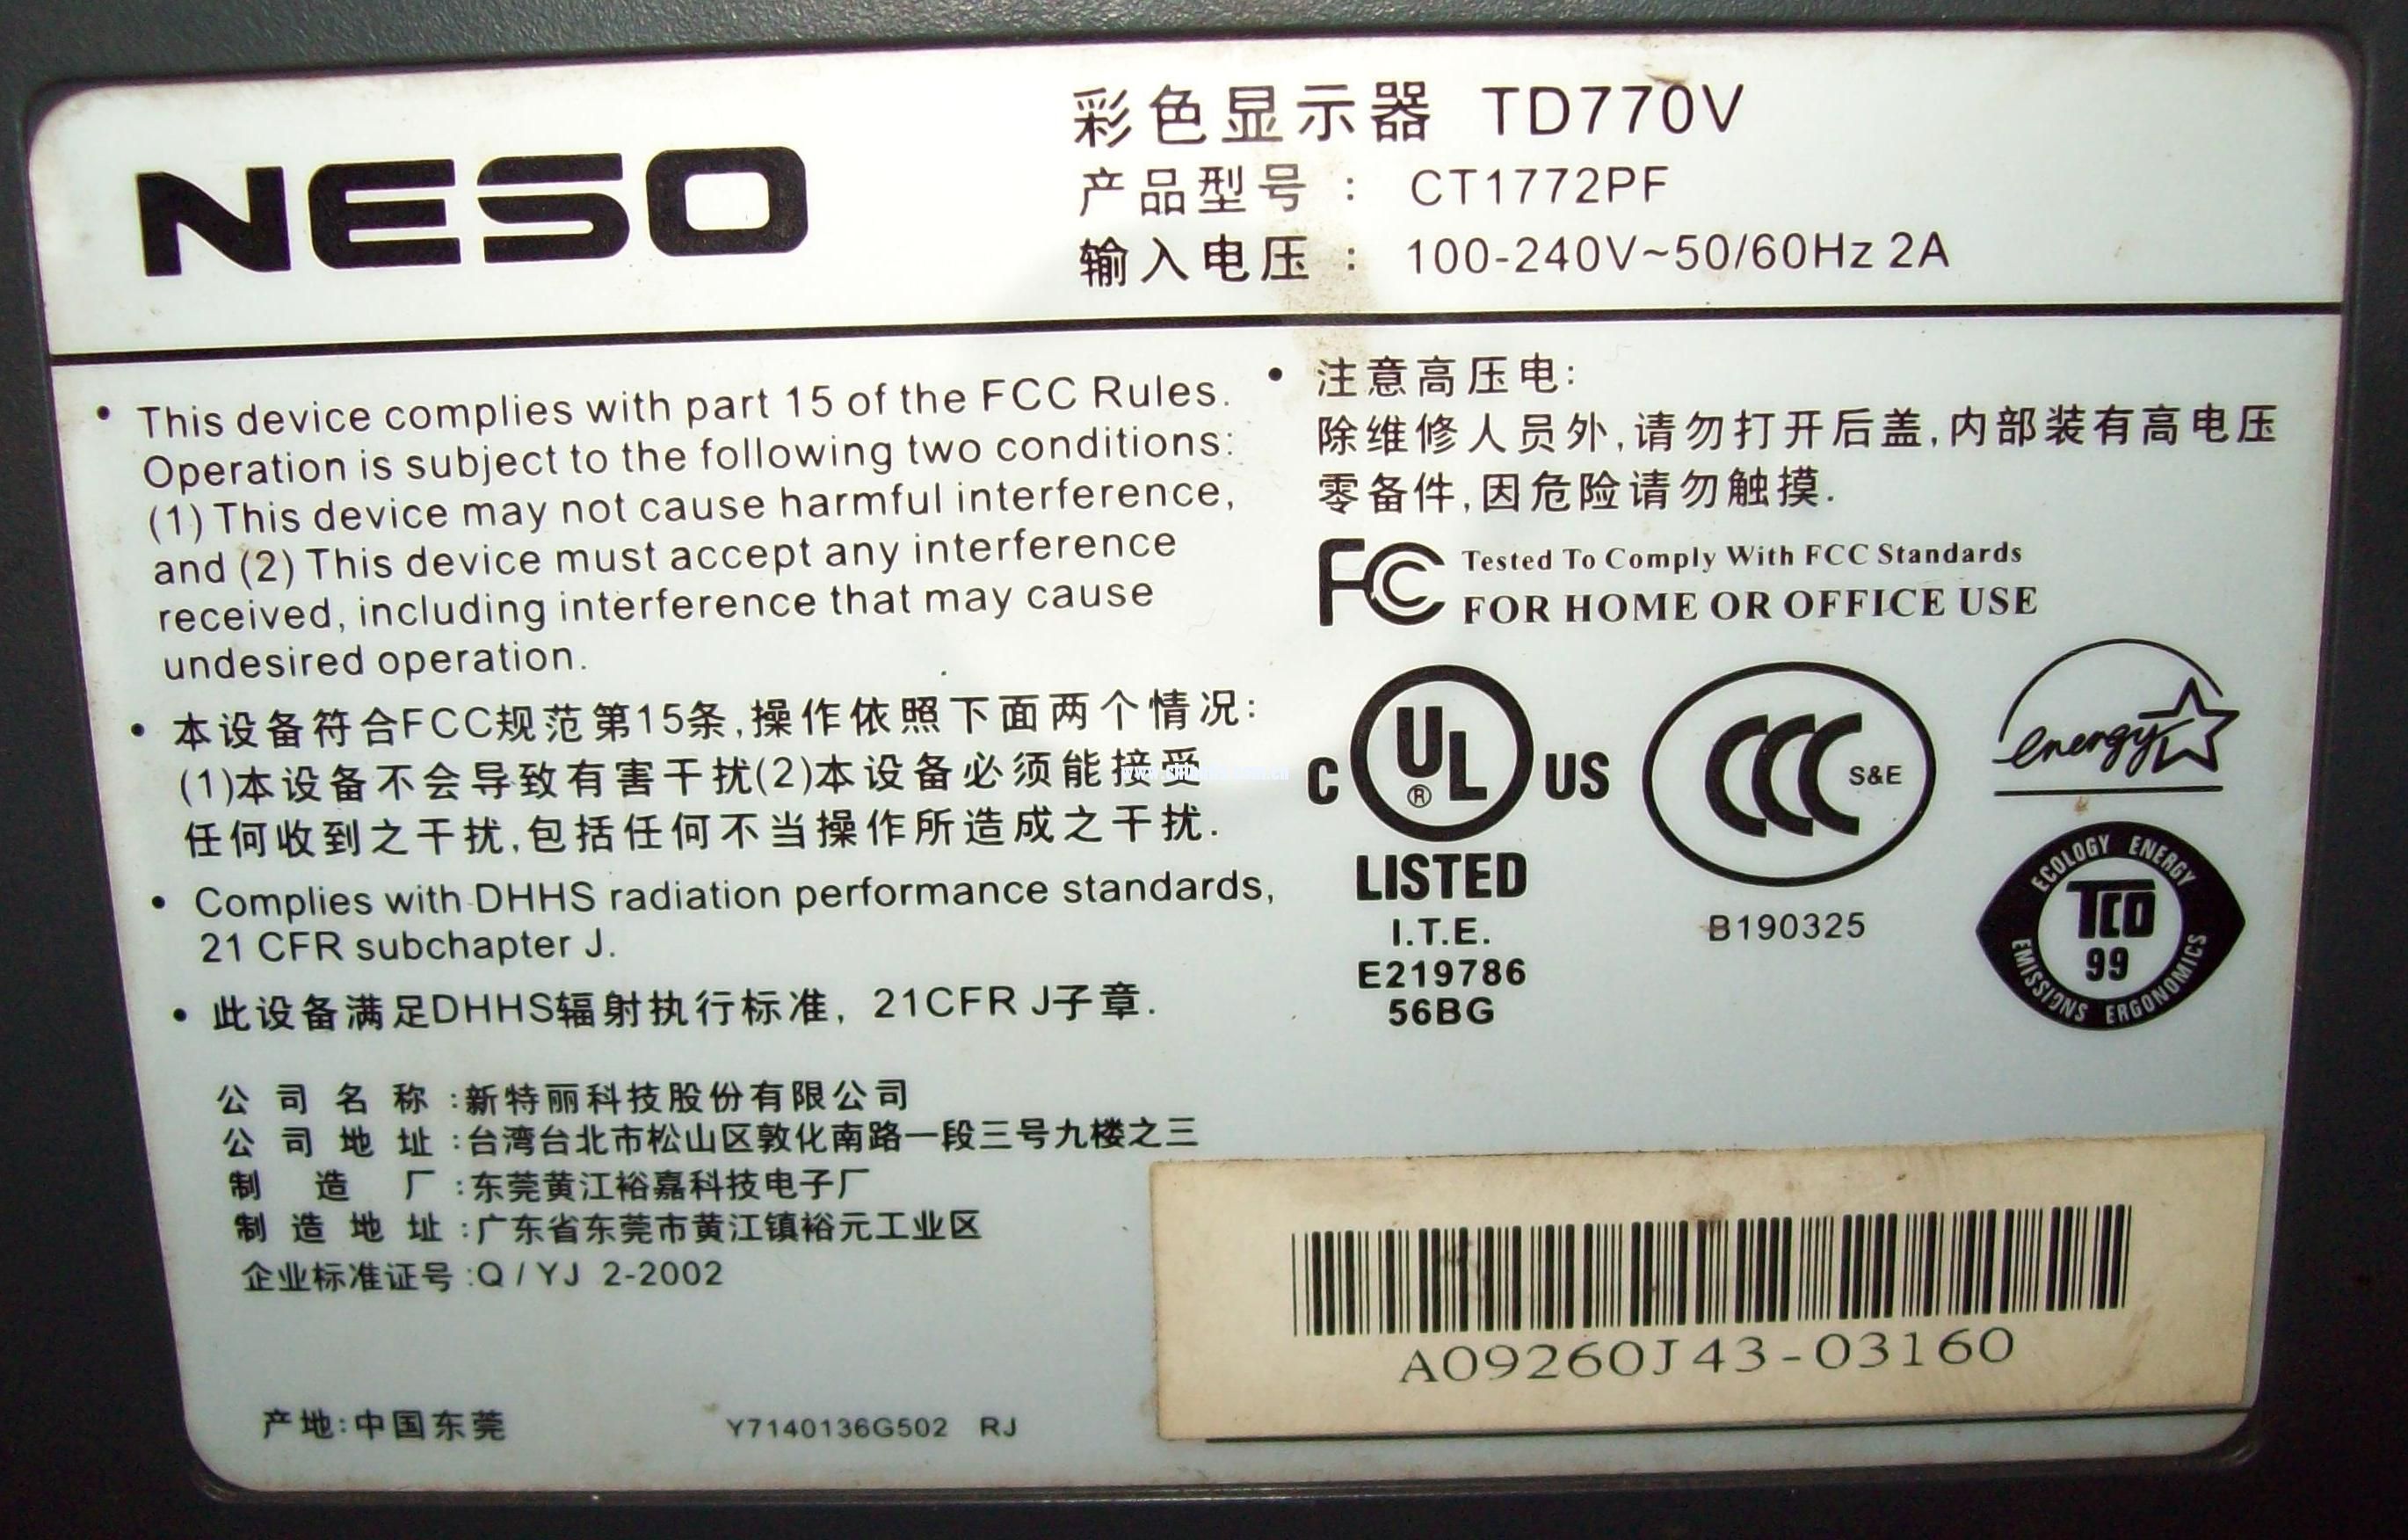 NESO
彩色显示器 TD770V
产品型号 : CT1772PF
输入电压 : 100-240V~50/60Hz 2A
• This device complies with part 15 of the FCC Rules.
Operation is subject to the following two conditions:
(1) This device may not cause harmful interference,
and (2) This device must accept any interference
received, including interference that may cause
undesired operation.
• 本设备符合FCC规范第15条,操作依照下面两个情况:
(1)本设备不会导致有害干扰(2)本设备必须能接受
任何收到之干扰,包括任何不当操作所造成之干扰.
• Complies with DHHS radiation performance standards,
21 CFR subchapter J.
• 此设备满足DHHS辐射执行标准, 21CFR J子章.
公司名称:新特丽科技股份有限公司
公司地址:台湾台北市松山区敦化南路一段三号九楼之三
制造厂:东莞黄江裕嘉科技电子厂
制造地址:广东省东莞市黄江镇裕元工业区
企业标准证号:Q/YJ 2-2002
产地:中国东莞
Y7140136G502 RJ
• 注意高压电:
除维修人员外,请勿打开后盖,内部装有高电压
零备件,因危险请勿触摸.
FC Tested To Comply With FCC Standards
FOR HOME OR OFFICE USE
C UL ® US
LISTED
I.T.E.
E219786
56BG
CCC S&E
B190325
energy
ECOLOGY ENERGY
TCO
99
EMISSIONS ERGONOMICS
A09260J43-03160